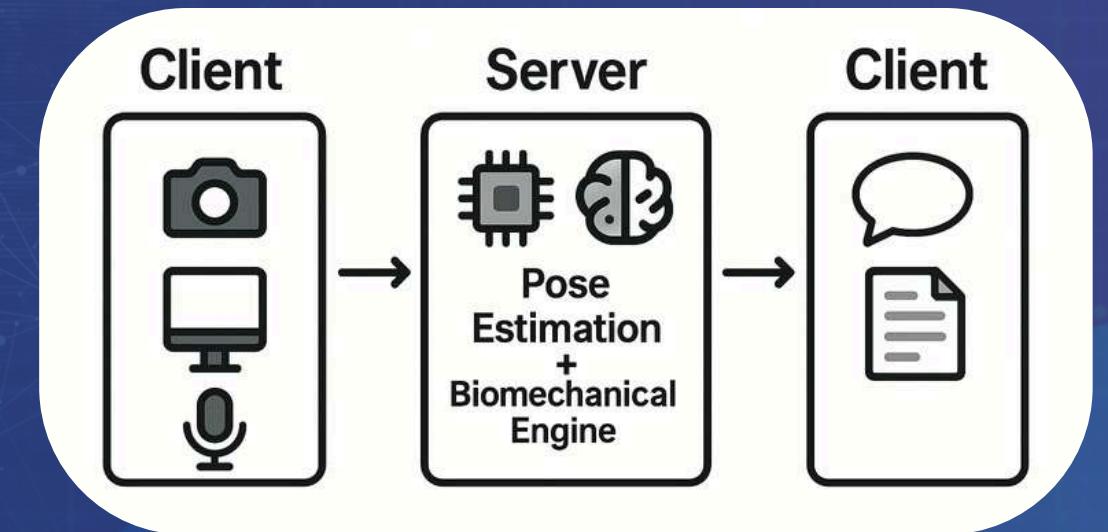 Client
Server
Client
Pose
Estimation
+
Biomechanical
Engine